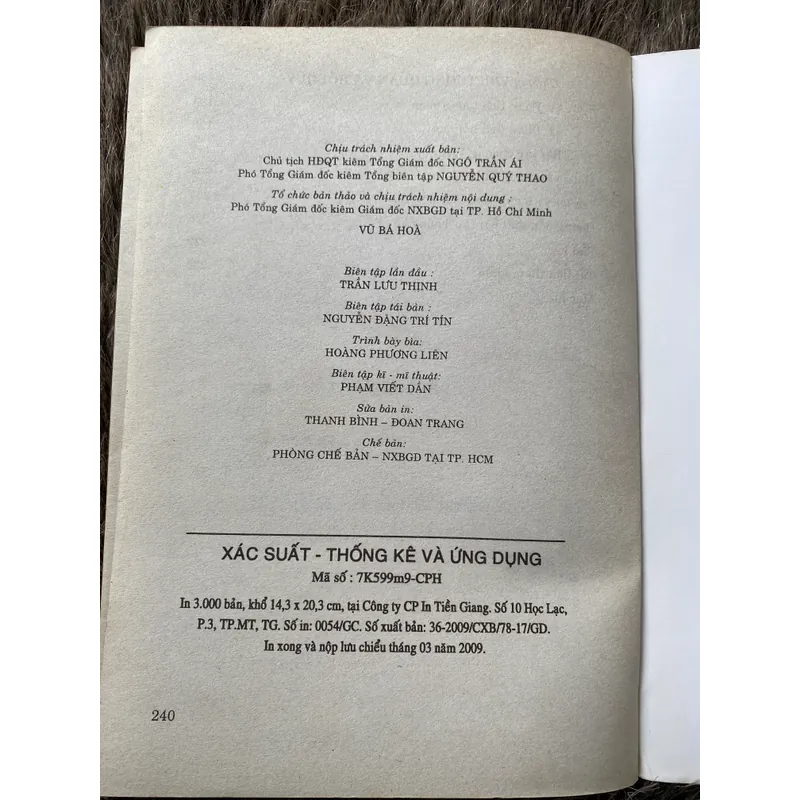 Chịu trách nhiệm xuất bản:
Chủ tịch HĐQT kiêm Tổng Giám đốc NGÔ TRẦN ÁI
Phó Tổng Giám đốc kiêm Tổng biên tập NGUYỄN QUÝ THAO
Tổ chức bản thảo và chịu trách nhiệm nội dung :
Phó Tổng Giám đốc kiêm Giám đốc NXBGD tại TP. Hồ Chí Minh
VŨ BÁ HOÀ
Biên tập lần đầu :
TRẦN LƯU THỊNH
Biên tập tái bản :
NGUYỄN ĐẶNG TRÍ TÍN
Trình bày bìa:
HOÀNG PHƯƠNG LIÊN
Biên tập kĩ - mĩ thuật:
PHẠM VIẾT DẦN
Sửa bản in:
THANH BÌNH – ĐOAN TRANG
Chế bản:
PHÒNG CHẾ BẢN – NXBGD TẠI TP. HCM
XÁC SUẤT - THỐNG KÊ VÀ ỨNG DỤNG
Mã số : 7K599m9-CPH
In 3.000 bản, khổ 14,3 x 20,3 cm, tại Công ty CP In Tiền Giang. Số 10 Học Lạc,
P.3, TP.MT, TG. Số in: 0054/GC. Số xuất bản: 36-2009/CXB/78-17/GD.
In xong và nộp lưu chiểu tháng 03 năm 2009.
240